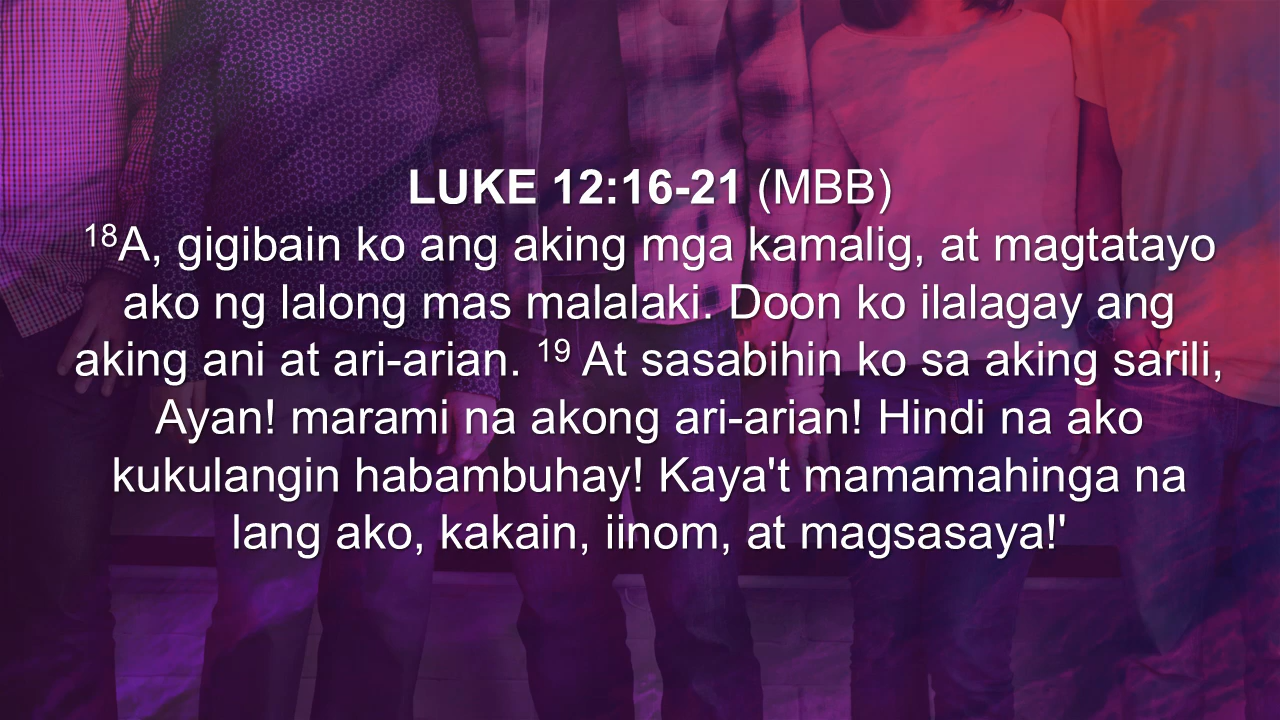 LUKE 12:16-21 (MBB)
18A, gigibain ko ang aking mga kamalig, at magtatayo
ako ng lalong mas malalaki. Doon ko ilalagay ang
aking ani at ari-arian. 19 At sasabihin ko sa aking sarili,
Ayan! marami na akong ari-arian! Hindi na ako
kukulangin habambuhay! Kaya't mamamahinga na
lang ako, kakain, iinom, at magsasaya!'